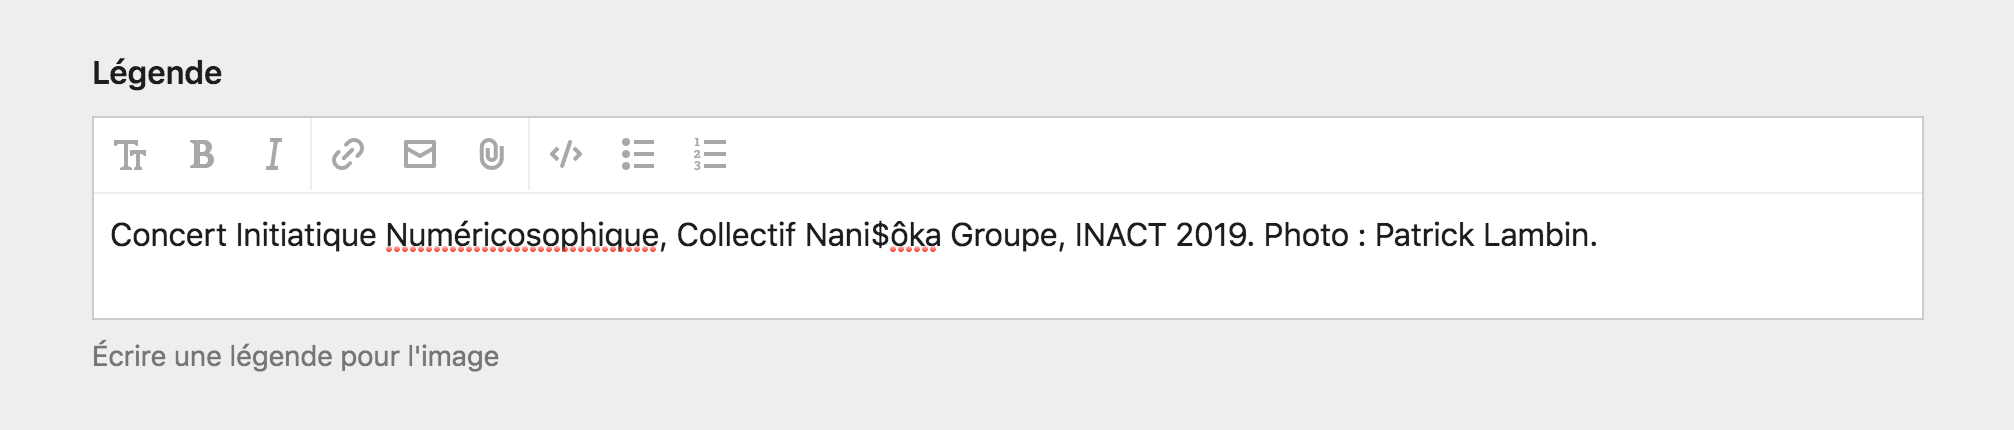 Légende
Concert Initiatique Numéricosophique, Collectif Nani$ôka Groupe, INACT 2019. Photo : Patrick Lambin.
Écrire une légende pour l'image